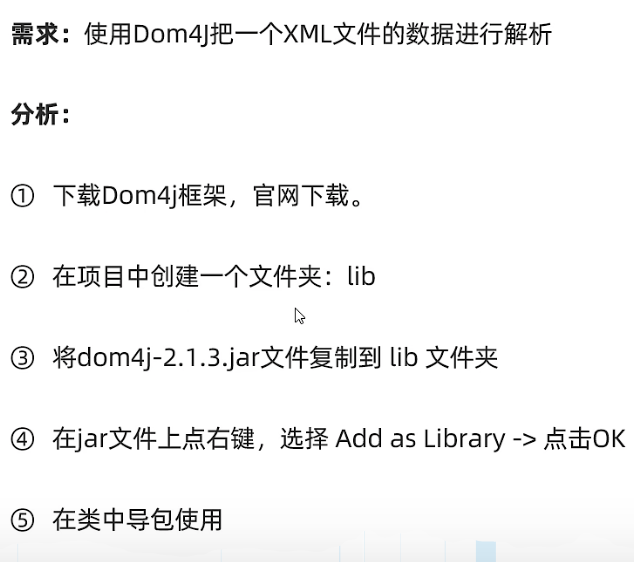 需求：使用Dom4J把一个XML文件的数据进行解析
分析：
① 下载Dom4j框架，官网下载。
② 在项目中创建一个文件夹：lib
③ 将dom4j-2.1.3.jar文件复制到 lib 文件夹
④ 在jar文件上点右键，选择 Add as Library -> 点击OK
⑤ 在类中导包使用